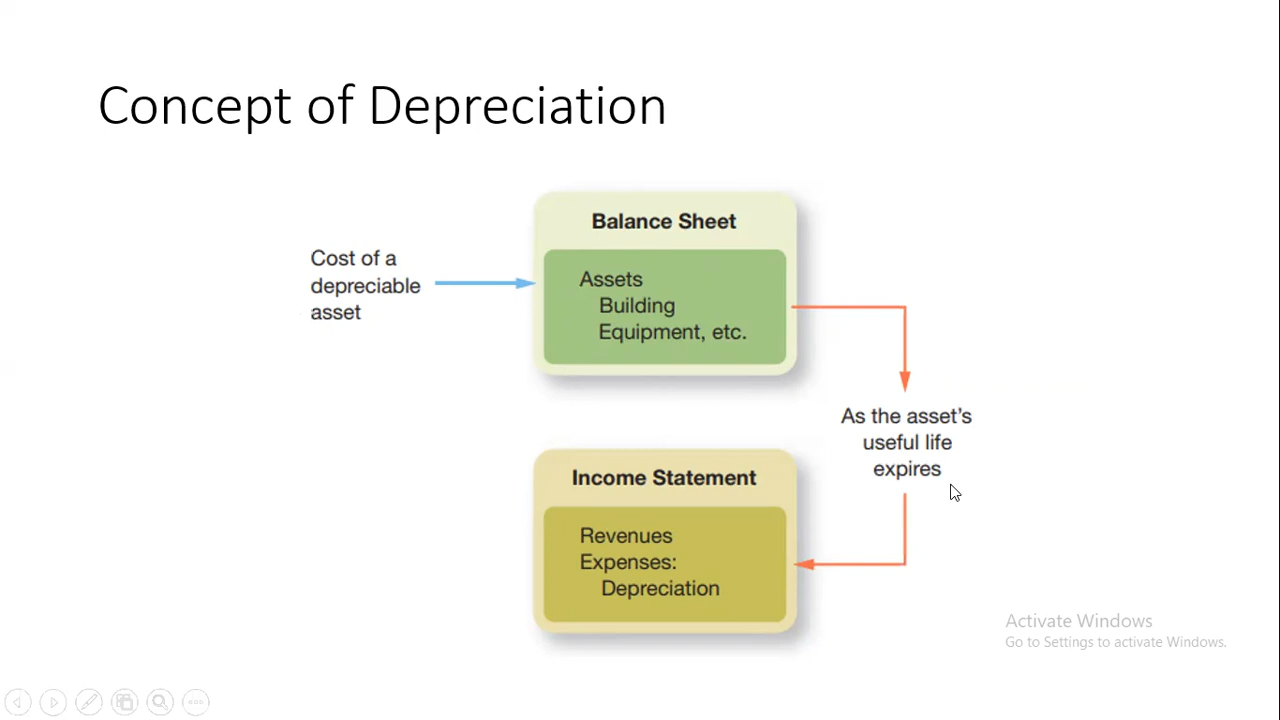 Concept of Depreciation
Balance Sheet
Cost of a
depreciable
asset
Assets
Building
Equipment, etc.
As the asset's
useful life
expires
Income Statement
Revenues
Expenses:
Depreciation
Activate Windows
Go to Settings to activate Windows.